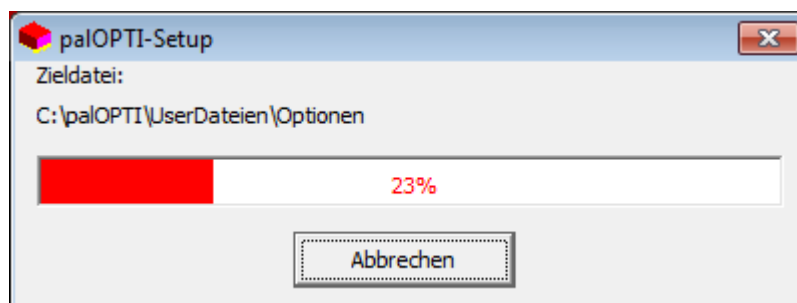 palOPTI-Setup
Zieldatei:
C:\palOPTI\UserDateien\Optionen
23%
Abbrechen